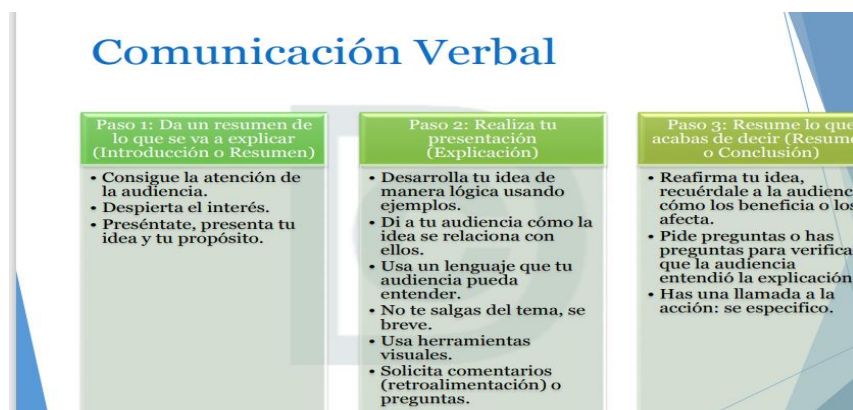 Comunicación Verbal
Paso 1: Da un resumen de
lo que se va a explicar
(Introducción o Resumen)
• Consigue la atención de
la audiencia.
• Despierta el interés.
• Preséntate, presenta tu
idea y tu propósito.
Paso 2: Realiza tu
presentación
(Explicación)
• Desarrolla tu idea de
manera lógica usando
ejemplos.
• Di a tu audiencia cómo la
idea se relaciona con
ellos.
• Usa un lenguaje que tu
audiencia pueda
entender.
• No te salgas del tema, se
breve.
• Usa herramientas
visuales.
• Solicita comentarios
(retroalimentación) o
preguntas.
Paso 3: Resume lo que
acabas de decir (Resume
o Conclusión)
• Reafirma tu idea,
recuérdale a la audienc
cómo los beneficia o los
afecta.
• Pide preguntas o has
preguntas para verifica
que la audiencia
entendió la explicación
• Has una llamada a la
acción: se especifico.